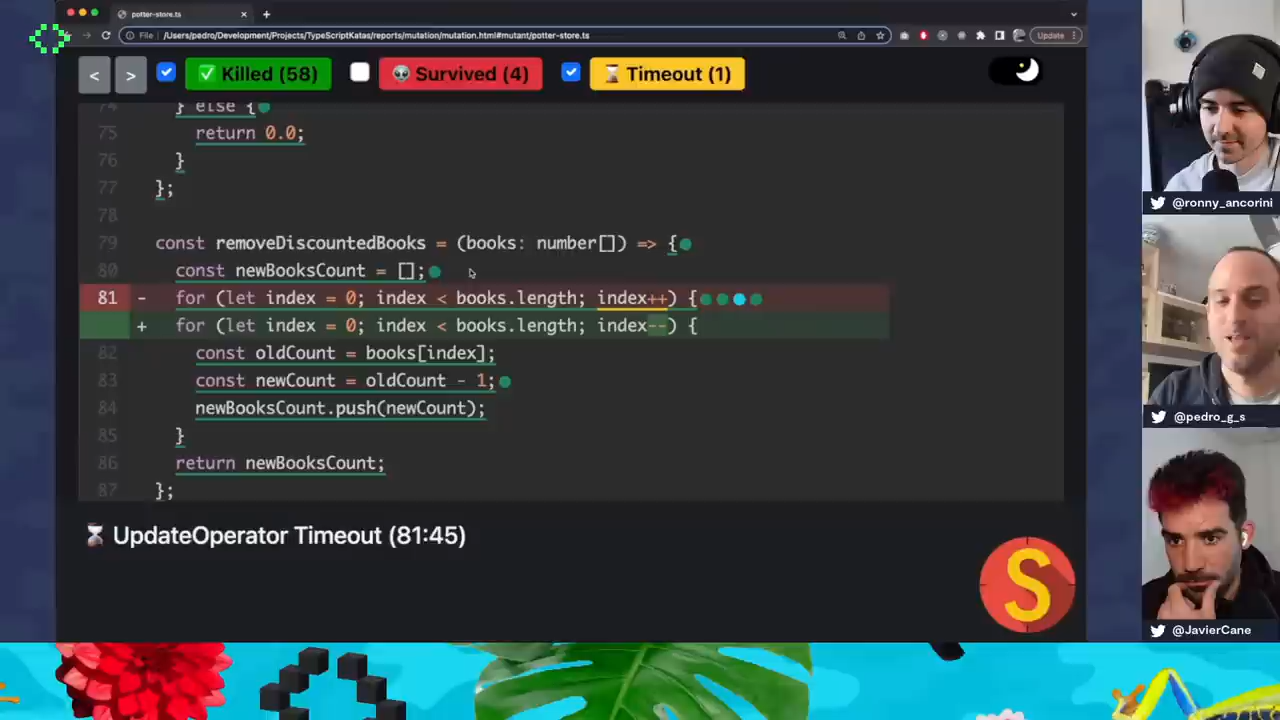 potter-store.ts
File | /Users/pedro/Development/Projects/TypeScriptKatas/reports/mutation/mutation.html#mutant/potter-store.ts
Update
< > ✅ Killed (58) 👽 Survived (4) ⌛ Timeout (1)
74 } else {
75 return 0.0;
76 }
77 };
78
79 const removeDiscountedBooks = (books: number[]) => {
80 const newBooksCount = [];
81 - for (let index = 0; index < books.length; index++) {
+ for (let index = 0; index < books.length; index--) {
82 const oldCount = books[index];
83 const newCount = oldCount - 1;
84 newBooksCount.push(newCount);
85 }
86 return newBooksCount;
87 };
⌛ UpdateOperator Timeout (81:45)
S
@ronny_ancorini
@pedro_g_s
@JavierCane